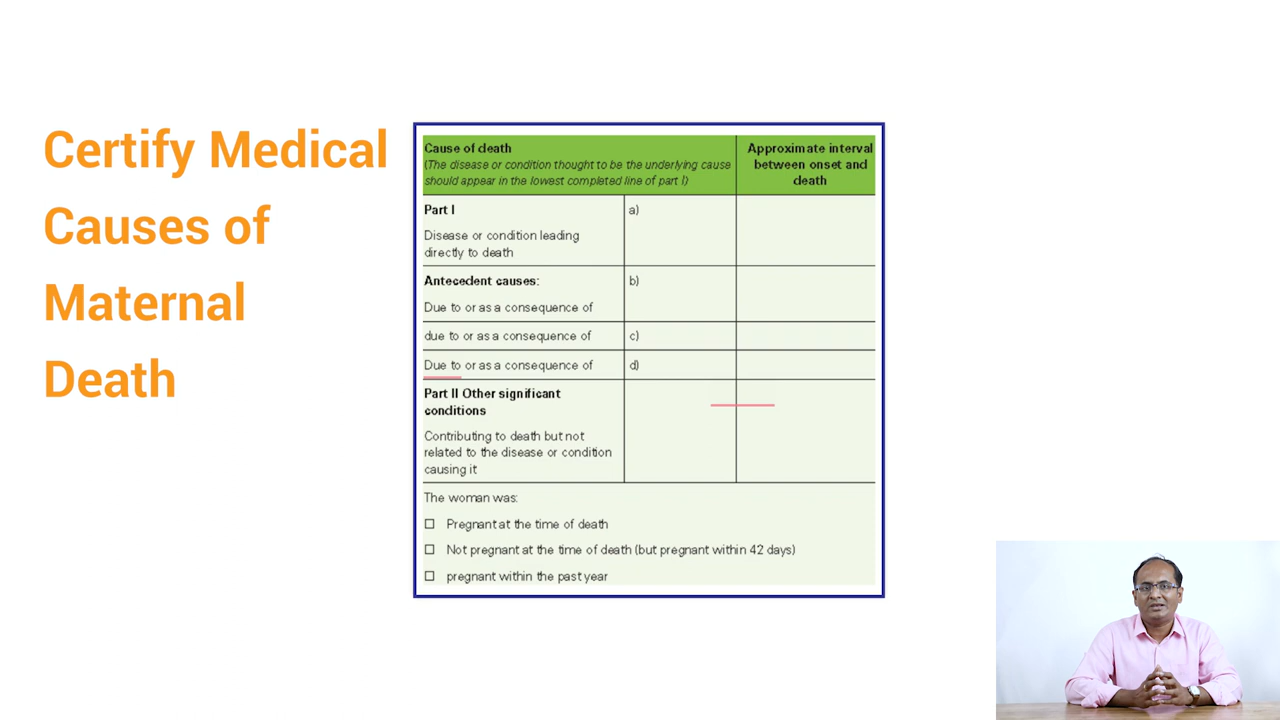 Certify Medical
Causes of
Maternal
Death
Cause of death
(The disease or condition thought to be the underlying cause
should appear in the lowest completed line of part I)
Approximate interval
between onset and
death
Part I
Disease or condition leading
directly to death
a)
Antecedent causes:
Due to or as a consequence of
b)
due to or as a consequence of
c)
Due to or as a consequence of
d)
Part II Other significant
conditions
Contributing to death but not
related to the disease or condition
causing it
The woman was:
Pregnant at the time of death
Not pregnant at the time of death (but pregnant within 42 days)
pregnant within the past year